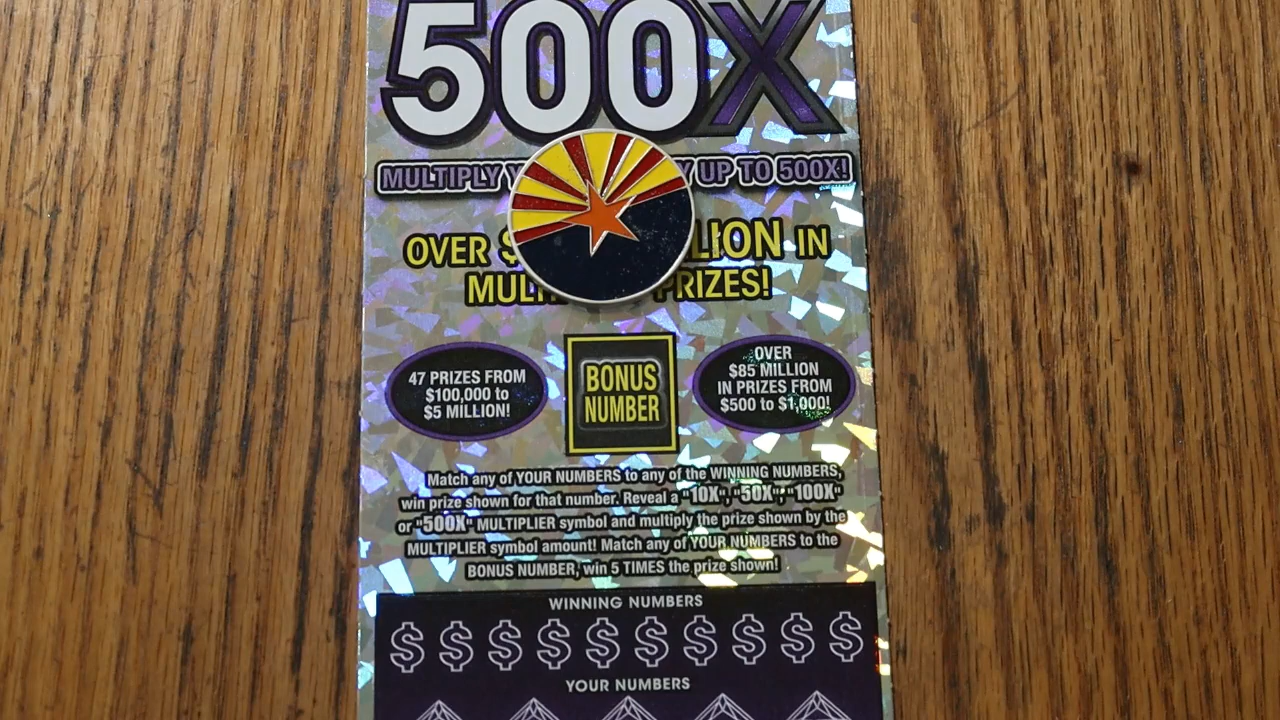 500X
MULTIPLY UP TO 500X!
OVER IN
PRIZES!
47 PRIZES FROM
$100,000 to
$5 MILLION!
BONUS
NUMBER
OVER
$85 MILLION
IN PRIZES FROM
$500 to $1,000!
Match any of YOUR NUMBERS to any of the WINNING NUMBERS,
win prize shown for that number. Reveal a "10X", "50X", "100X"
or "500X" MULTIPLIER symbol and multiply the prize shown by the
MULTIPLIER symbol amount! Match any of YOUR NUMBERS to the
BONUS NUMBER, win 5 TIMES the prize shown!
WINNING NUMBERS
$ $ $ $ $ $ $ $ $ $
YOUR NUMBERS